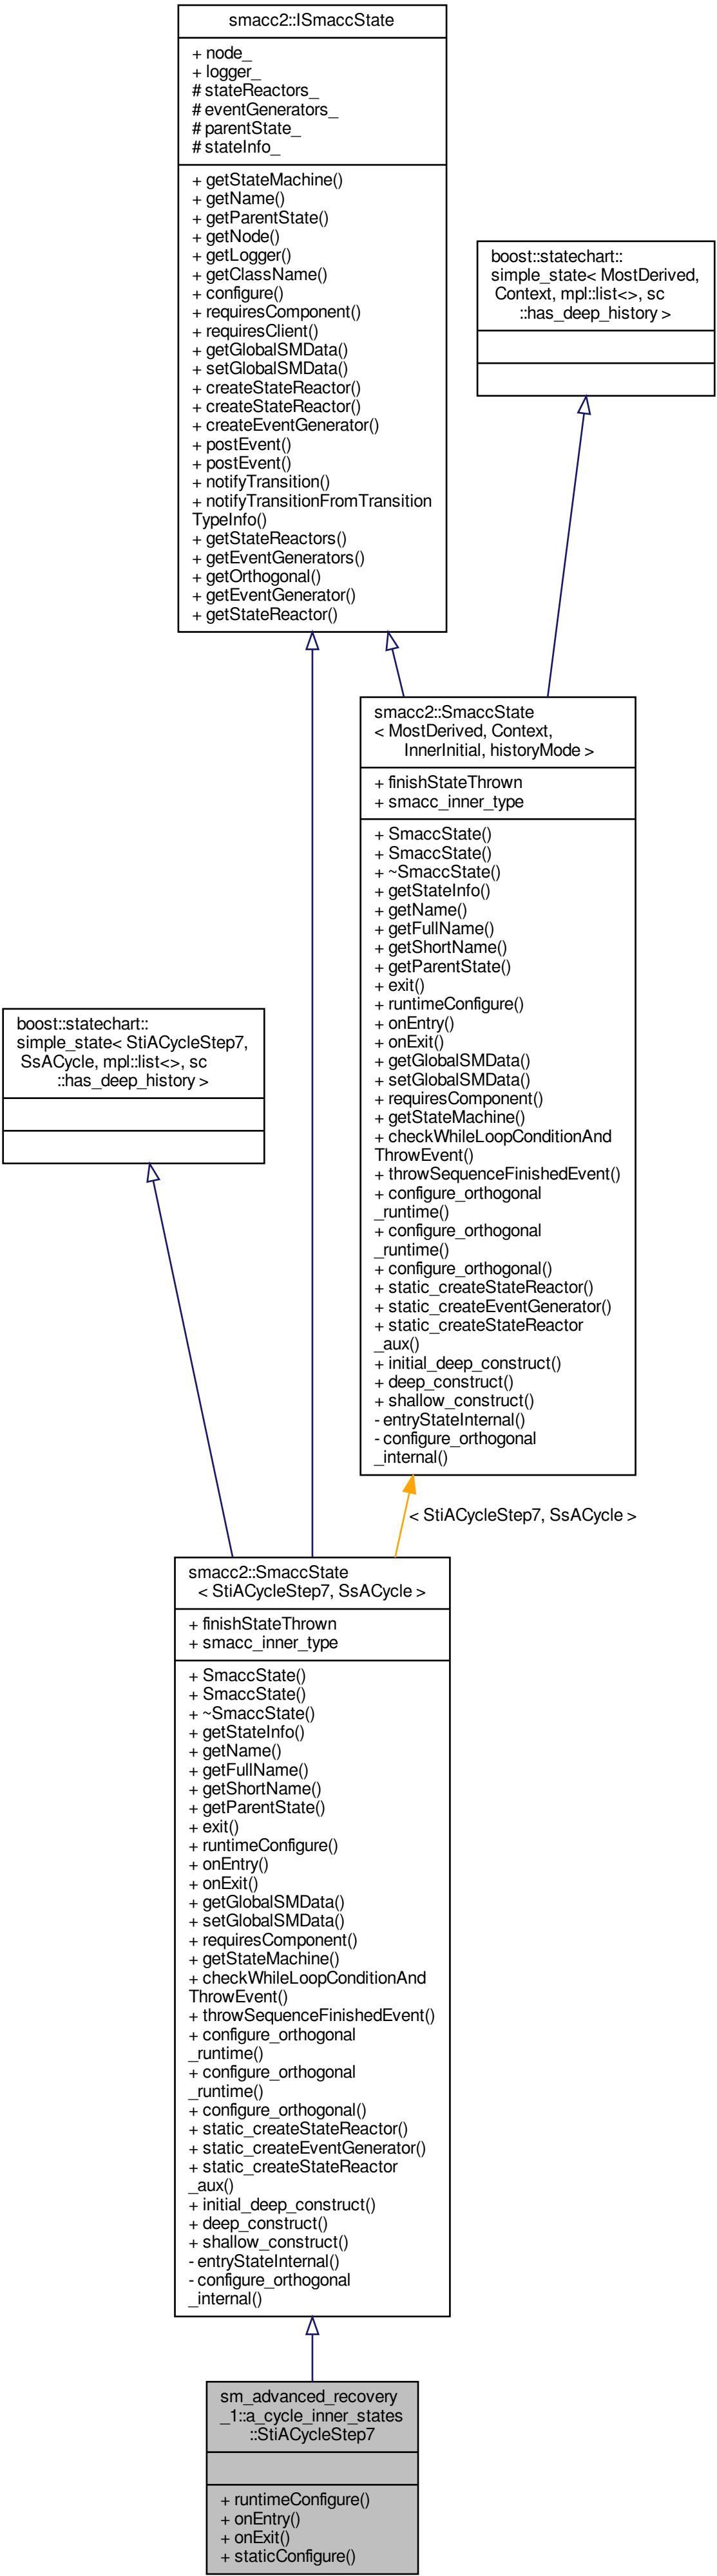 smacc2::ISmaccState
+ node_
+ logger_
# stateReactors_
# eventGenerators_
# parentState_
# stateInfo_
+ getStateMachine()
+ getName()
+ getParentState()
+ getNode()
+ getLogger()
+ getClassName()
+ configure()
+ requiresComponent()
+ requiresClient()
+ getGlobalSMData()
+ setGlobalSMData()
+ createStateReactor()
+ createStateReactor()
+ createEventGenerator()
+ postEvent()
+ postEvent()
+ notifyTransition()
+ notifyTransitionFromTransition
TypeInfo()
+ getStateReactors()
+ getEventGenerators()
+ getOrthogonal()
+ getEventGenerator()
+ getStateReactor()
boost::statechart::
simple_state< MostDerived,
Context, mpl::list<>, sc
::has_deep_history >
smacc2::SmaccState
< MostDerived, Context,
InnerInitial, historyMode >
+ finishStateThrown
+ smacc_inner_type
+ SmaccState()
+ SmaccState()
+ ~SmaccState()
+ getStateInfo()
+ getName()
+ getFullName()
+ getShortName()
+ getParentState()
+ exit()
+ runtimeConfigure()
+ onEntry()
+ onExit()
+ getGlobalSMData()
+ setGlobalSMData()
+ requiresComponent()
+ getStateMachine()
+ checkWhileLoopConditionAnd
ThrowEvent()
+ throwSequenceFinishedEvent()
+ configure_orthogonal
_runtime()
+ configure_orthogonal
_runtime()
+ configure_orthogonal()
+ static_createStateReactor()
+ static_createEventGenerator()
+ static_createStateReactor
_aux()
+ initial_deep_construct()
+ deep_construct()
+ shallow_construct()
- entryStateInternal()
- configure_orthogonal
_internal()
boost::statechart::
simple_state< StiACycleStep7,
SsACycle, mpl::list<>, sc
::has_deep_history >
< StiACycleStep7, SsACycle >
smacc2::SmaccState
< StiACycleStep7, SsACycle >
+ finishStateThrown
+ smacc_inner_type
+ SmaccState()
+ SmaccState()
+ ~SmaccState()
+ getStateInfo()
+ getName()
+ getFullName()
+ getShortName()
+ getParentState()
+ exit()
+ runtimeConfigure()
+ onEntry()
+ onExit()
+ getGlobalSMData()
+ setGlobalSMData()
+ requiresComponent()
+ getStateMachine()
+ checkWhileLoopConditionAnd
ThrowEvent()
+ throwSequenceFinishedEvent()
+ configure_orthogonal
_runtime()
+ configure_orthogonal
_runtime()
+ configure_orthogonal()
+ static_createStateReactor()
+ static_createEventGenerator()
+ static_createStateReactor
_aux()
+ initial_deep_construct()
+ deep_construct()
+ shallow_construct()
- entryStateInternal()
- configure_orthogonal
_internal()
sm_advanced_recovery
_1::a_cycle_inner_states
::StiACycleStep7
+ runtimeConfigure()
+ onEntry()
+ onExit()
+ staticConfigure()